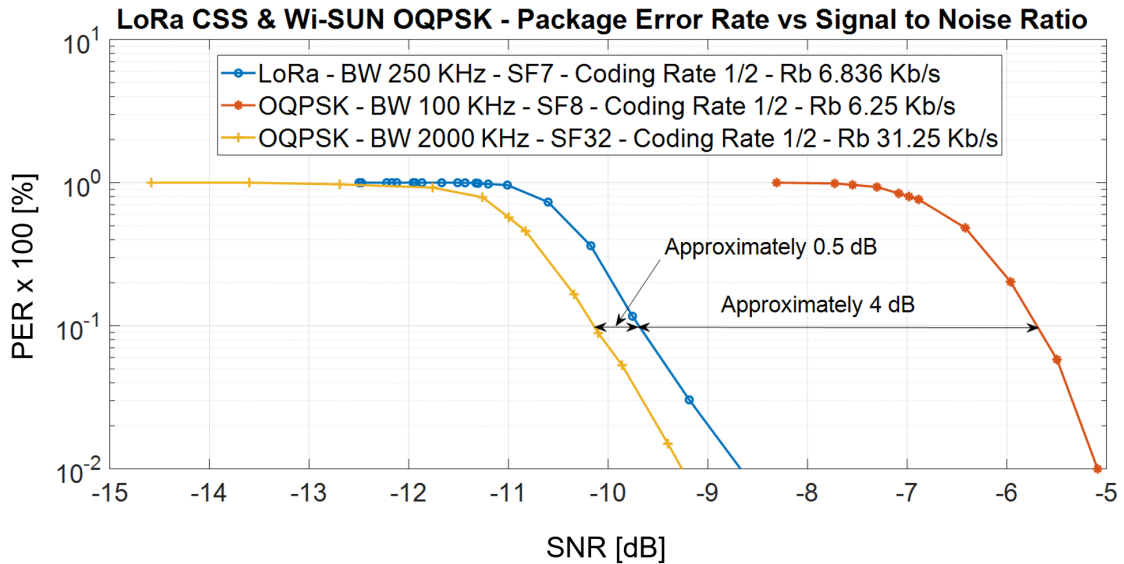 LoRa CSS & Wi-SUN OQPSK - Package Error Rate vs Signal to Noise Ratio
10^1
LoRa - BW 250 KHz - SF7 - Coding Rate 1/2 - Rb 6.836 Kb/s
OQPSK - BW 100 KHz - SF8 - Coding Rate 1/2 - Rb 6.25 Kb/s
OQPSK - BW 2000 KHz - SF32 - Coding Rate 1/2 - Rb 31.25 Kb/s
10^0
Approximately 0.5 dB
Approximately 4 dB
PER x 100 [%]
10^-1
10^-2
-15 -14 -13 -12 -11 -10 -9 -8 -7 -6 -5
SNR [dB]